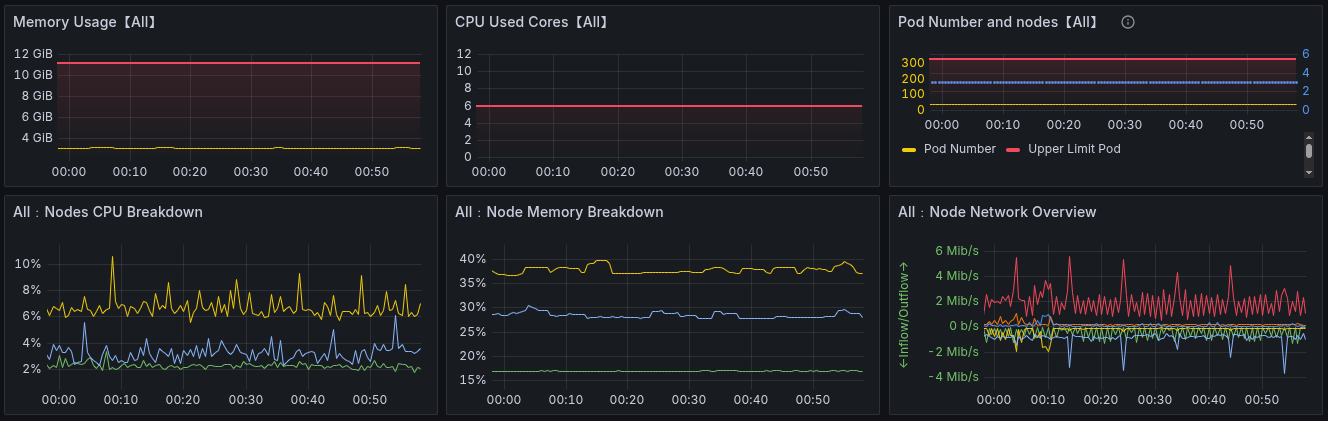 Memory Usage【All】
12 GiB
10 GiB
8 GiB
6 GiB
4 GiB
00:00 00:10 00:20 00:30 00:40 00:50
CPU Used Cores【All】
12
10
8
6
4
2
0
00:00 00:10 00:20 00:30 00:40 00:50
Pod Number and nodes【All】
300
200
100
0
6
4
2
0
00:00 00:10 00:20 00:30 00:40 00:50
Pod Number Upper Limit Pod
All：Nodes CPU Breakdown
10%
8%
6%
4%
2%
00:00 00:10 00:20 00:30 00:40 00:50
All：Node Memory Breakdown
40%
35%
30%
25%
20%
15%
00:00 00:10 00:20 00:30 00:40 00:50
All：Node Network Overview
←Inflow/Outflow→
6 Mib/s
4 Mib/s
2 Mib/s
0 b/s
-2 Mib/s
-4 Mib/s
00:00 00:10 00:20 00:30 00:40 00:50